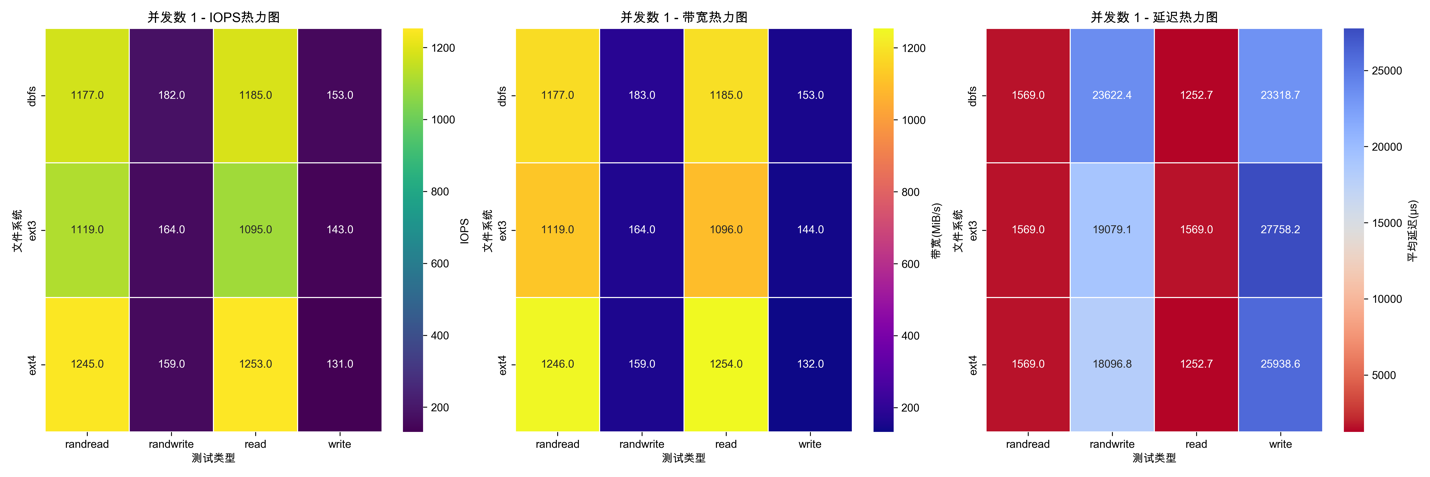 并发数 1 - IOPS热力图
dbfs
ext3
ext4
文件系统
1177.0 182.0 1185.0 153.0
1119.0 164.0 1095.0 143.0
1245.0 159.0 1253.0 131.0
randread randwrite read write
测试类型
1200
1000
800
600
400
200
IOPS
并发数 1 - 带宽热力图
dbfs
ext3
ext4
文件系统
1177.0 183.0 1185.0 153.0
1119.0 164.0 1096.0 144.0
1246.0 159.0 1254.0 132.0
randread randwrite read write
测试类型
1200
1000
800
600
400
200
带宽(MiB/s)
并发数 1 - 延迟热力图
dbfs
ext3
ext4
文件系统
1569.0 23622.4 1252.7 23318.7
1569.0 19079.1 1569.0 27758.2
1569.0 18096.8 1252.7 25938.6
randread randwrite read write
测试类型
25000
20000
15000
10000
5000
平均延迟(μs)